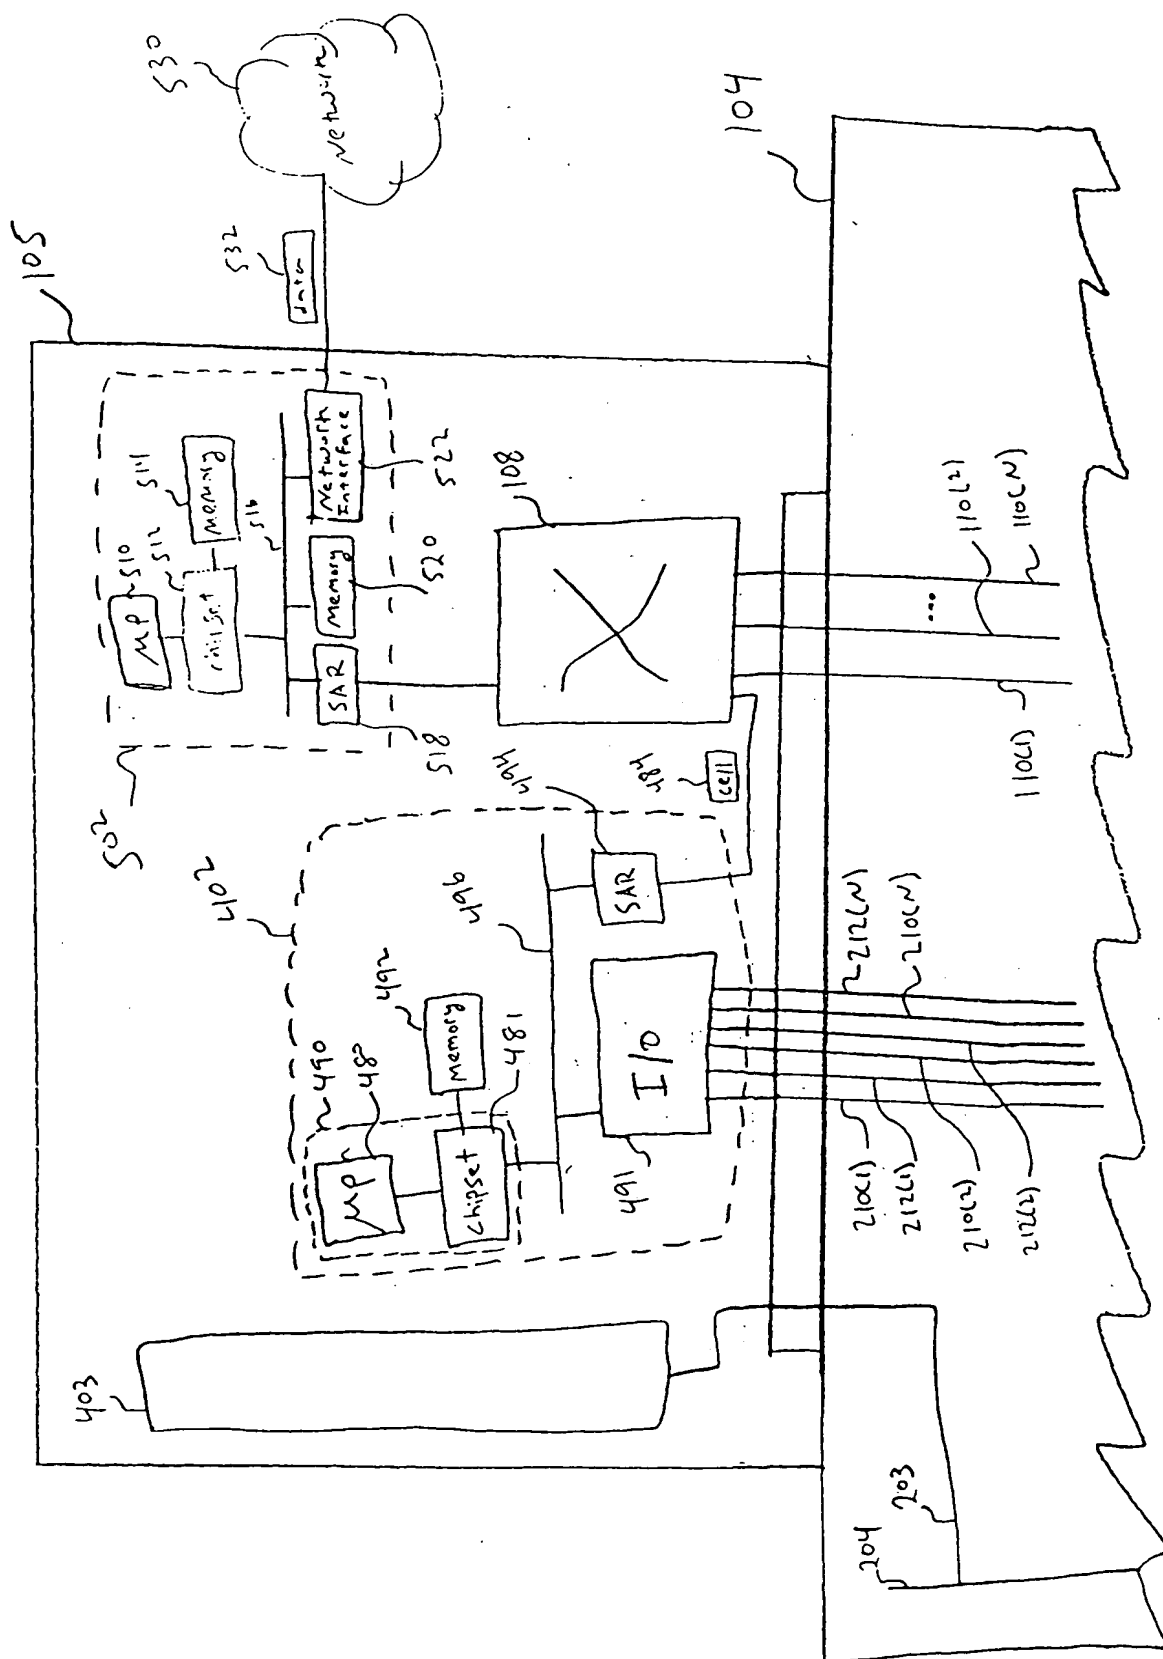 105
530
Network
532
data
502
MP
510
512
chipset
514
memory
516
SAR
518
memory
520
Network
Interface
522
108
402
490
MP
480
chipset
481
memory
492
496
I/O
491
SAR
494
cell
484
403
104
204
203
210(1)
212(1)
210(2)
212(2)
210(N)
212(N)
110(1)
110(2)
...
110(N)